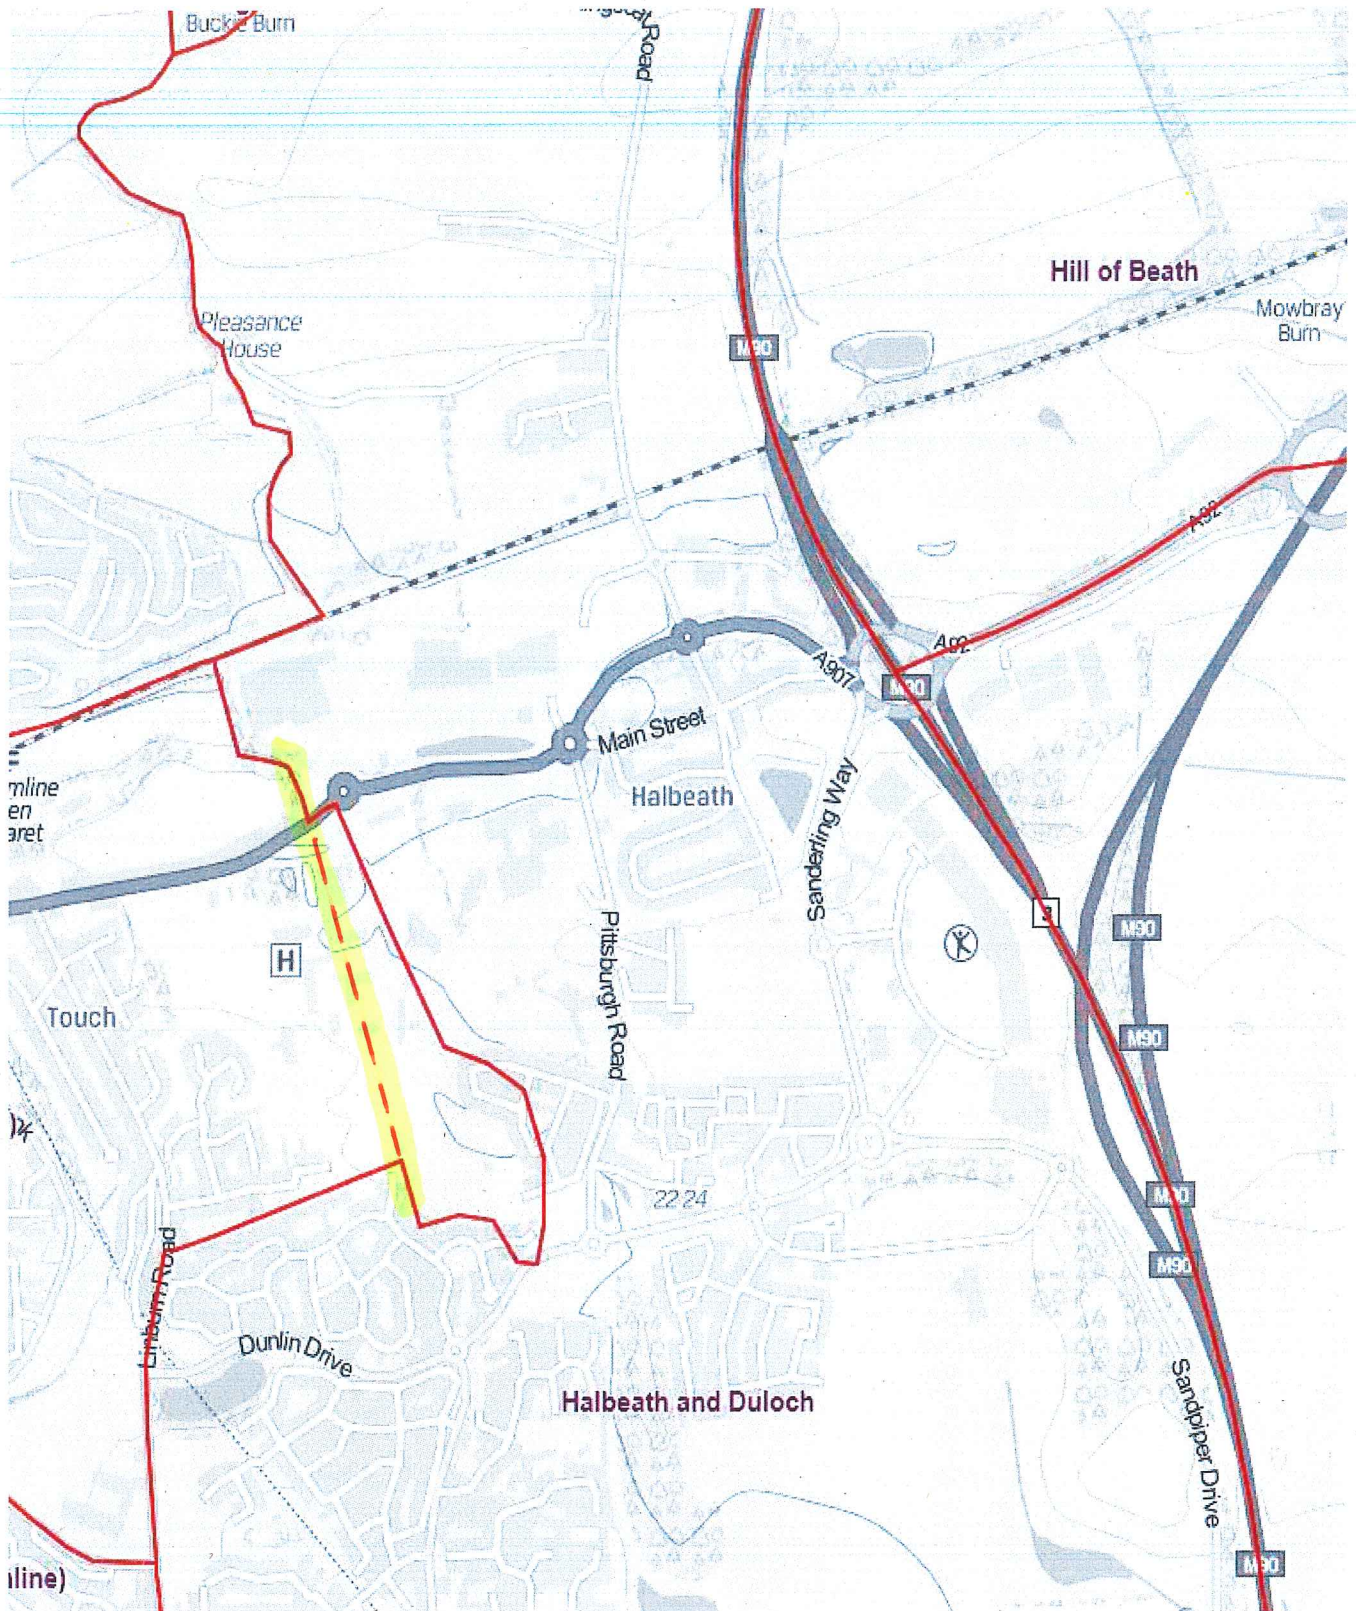 Buckie Burn
Road
Hill of Beath
Mowbray
Burn
Pleasance
House
M90
A92
A92
A907
M90
Main Street
mline
en
aret
Halbeath
Sanderling Way
3
M90
H
Pittsburgh Road
Touch
M90
22 24
M90
M90
Linburn Road
Dunlin Drive
Halbeath and Duloch
Sandpiper Drive
M90
line)